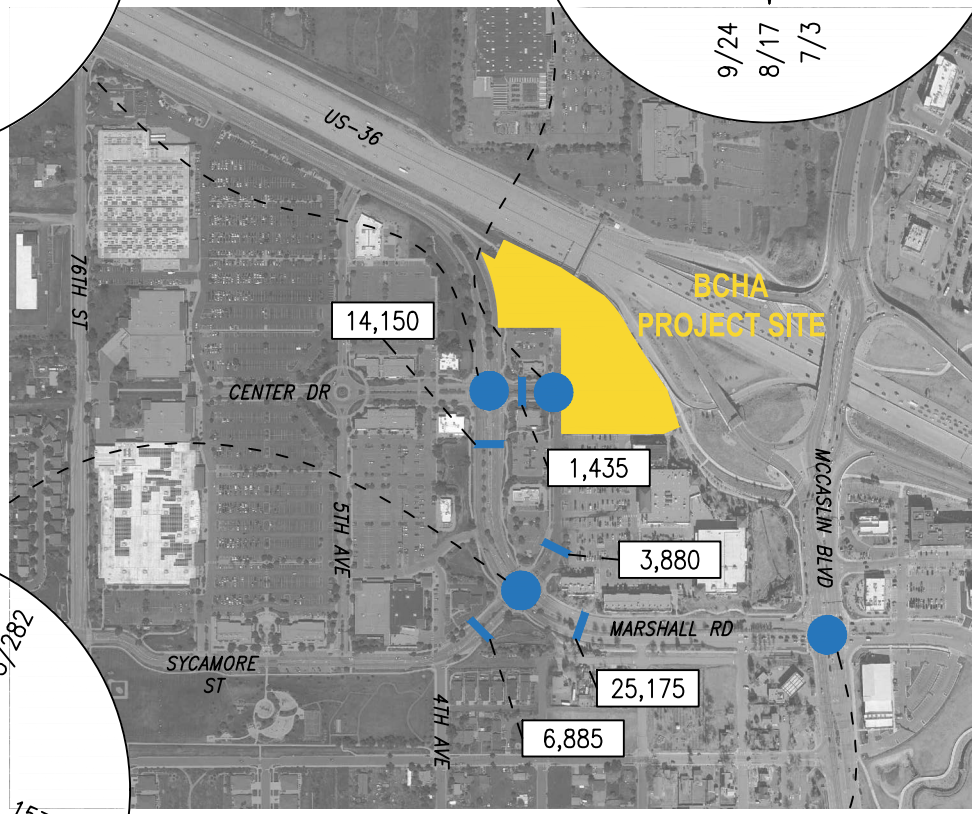 9/24
8/17
7/3
US-36
76TH ST
BCHA
PROJECT SITE
14,150
CENTER DR
1,435
MCCASLIN BLVD
5TH AVE
3,880
MARSHALL RD
SYCAMORE
ST
25,175
4TH AVE
6,885